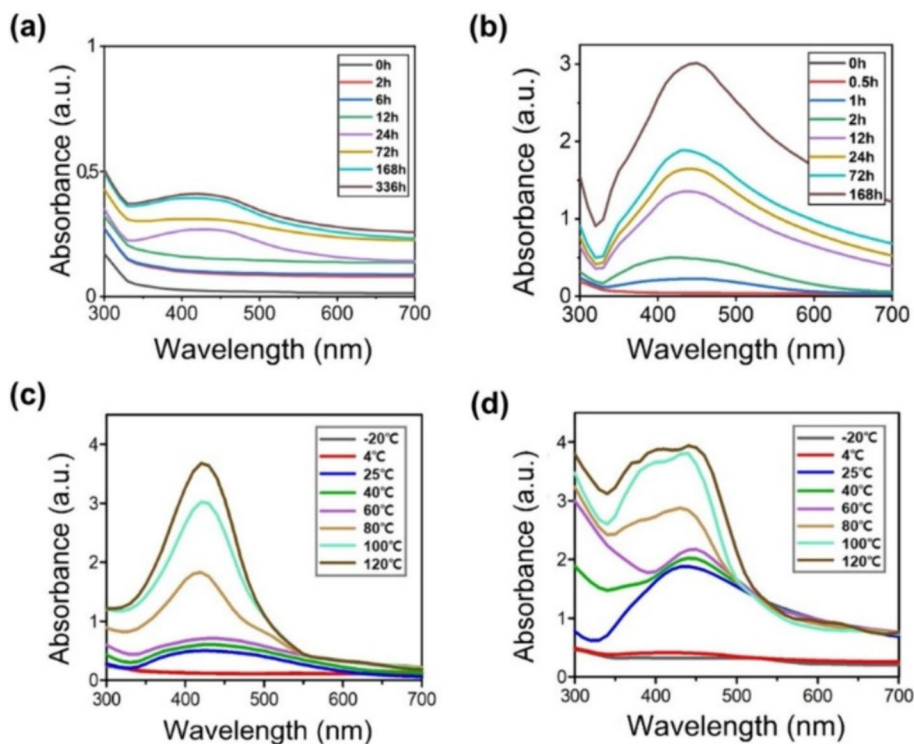 (a)
Absorbance (a.u.)
1
0.5
0
300 400 500 600 700
Wavelength (nm)
0h
2h
6h
12h
24h
72h
168h
336h
(b)
Absorbance (a.u.)
3
2
1
0
300 400 500 600 700
Wavelength (nm)
0h
0.5h
1h
2h
12h
24h
72h
168h
(c)
Absorbance (a.u.)
4
3
2
1
0
300 400 500 600 700
Wavelength (nm)
-20℃
4℃
25℃
40℃
60℃
80℃
100℃
120℃
(d)
Absorbance (a.u.)
4
3
2
1
0
300 400 500 600 700
Wavelength (nm)
-20℃
4℃
25℃
40℃
60℃
80℃
100℃
120℃